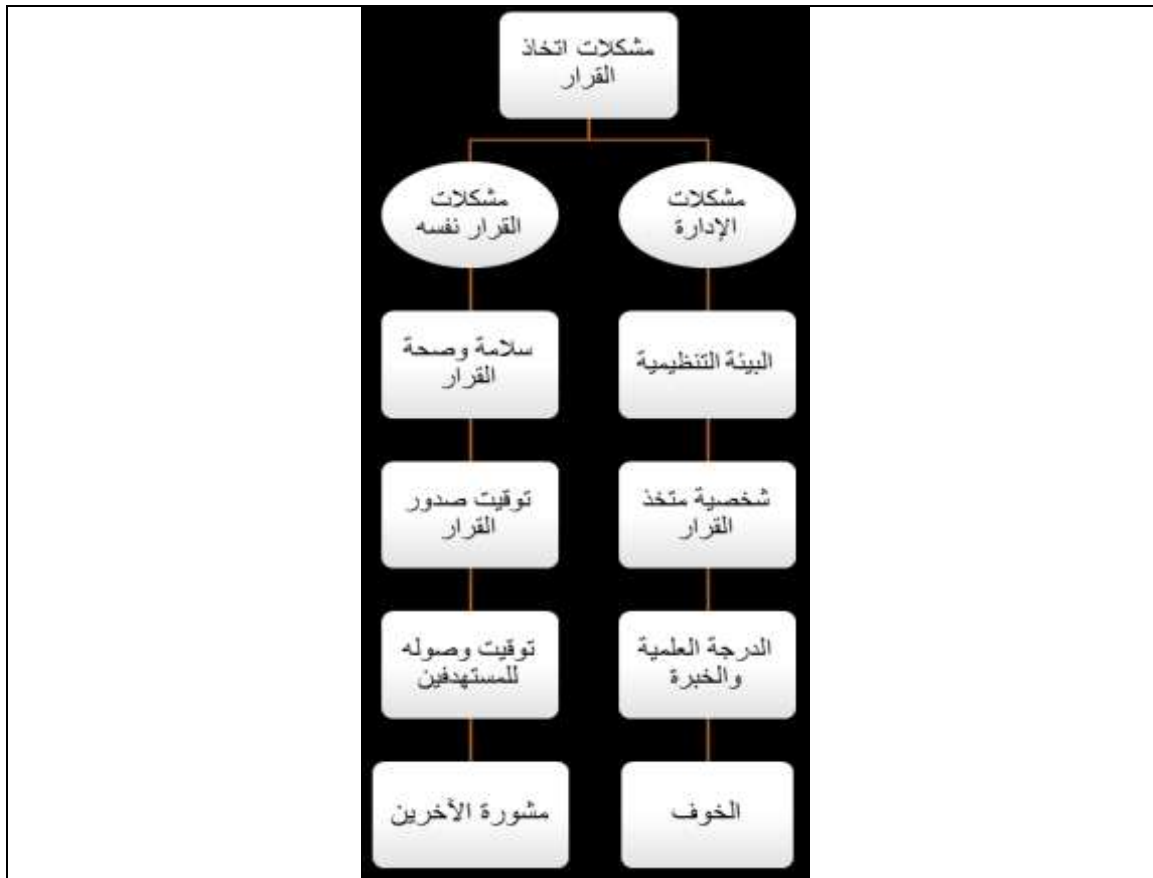 مشكلات اتخاذ
القرار
مشكلات
الإدارة
مشكلات
القرار نفسه
البيئة التنظيمية
سلامة وصحة
القرار
شخصية متخذ
القرار
توقيت صدور
القرار
الدرجة العلمية
والخبرة
توقيت وصوله
للمستهدفين
الخوف
مشورة الآخرين